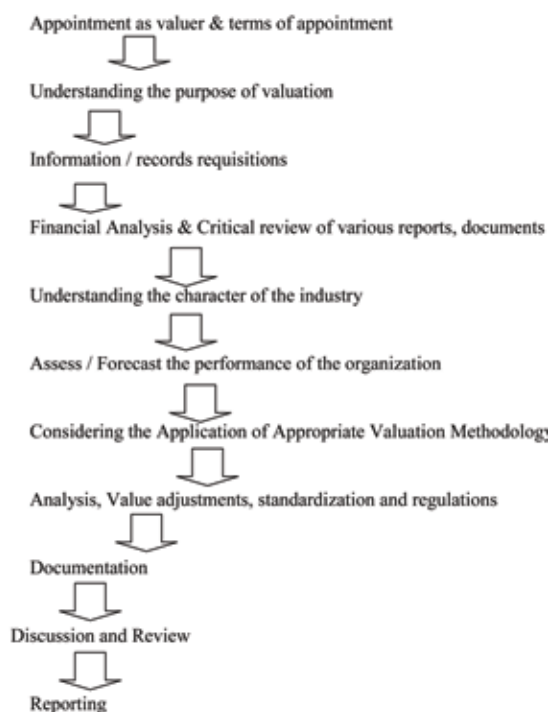 Appointment as valuer & terms of appointment
Understanding the purpose of valuation
Information / records requisitions
Financial Analysis & Critical review of various reports, documents
Understanding the character of the industry
Assess / Forecast the performance of the organization
Considering the Application of Appropriate Valuation Methodology
Analysis, Value adjustments, standardization and regulations
Documentation
Discussion and Review
Reporting